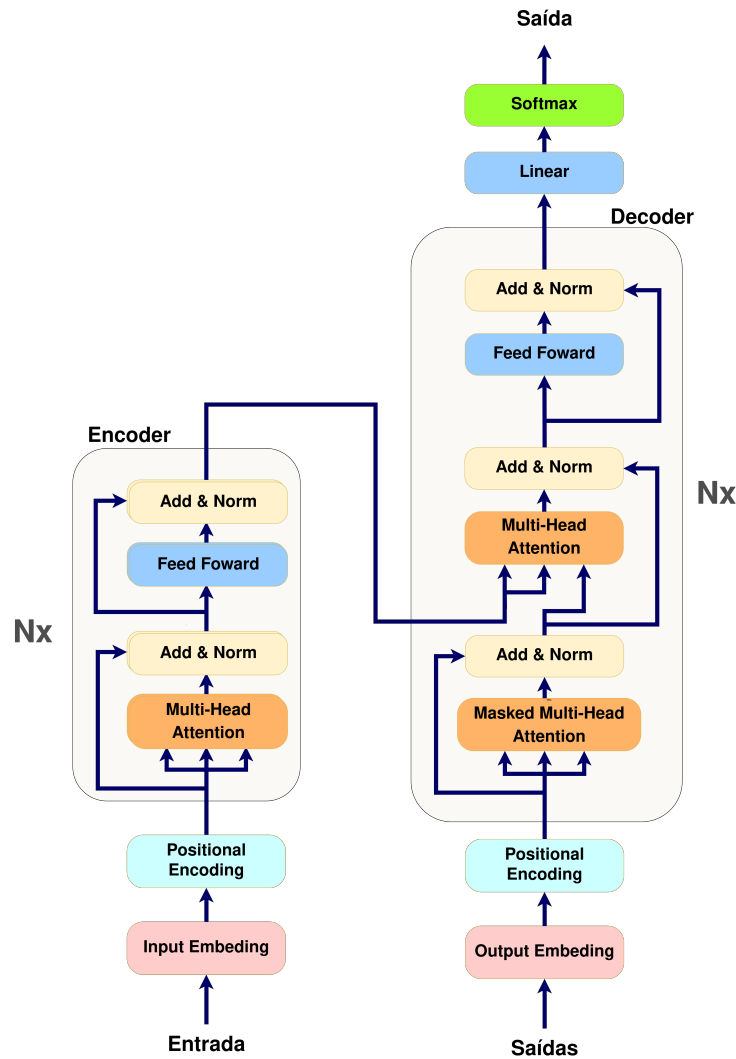 Saída
Softmax
Linear
Decoder
Add & Norm
Feed Foward
Add & Norm
Multi-Head
Attention
Add & Norm
Masked Multi-Head
Attention
Nx
Positional
Encoding
Output Embeding
Saídas
Encoder
Add & Norm
Feed Foward
Add & Norm
Multi-Head
Attention
Nx
Positional
Encoding
Input Embeding
Entrada